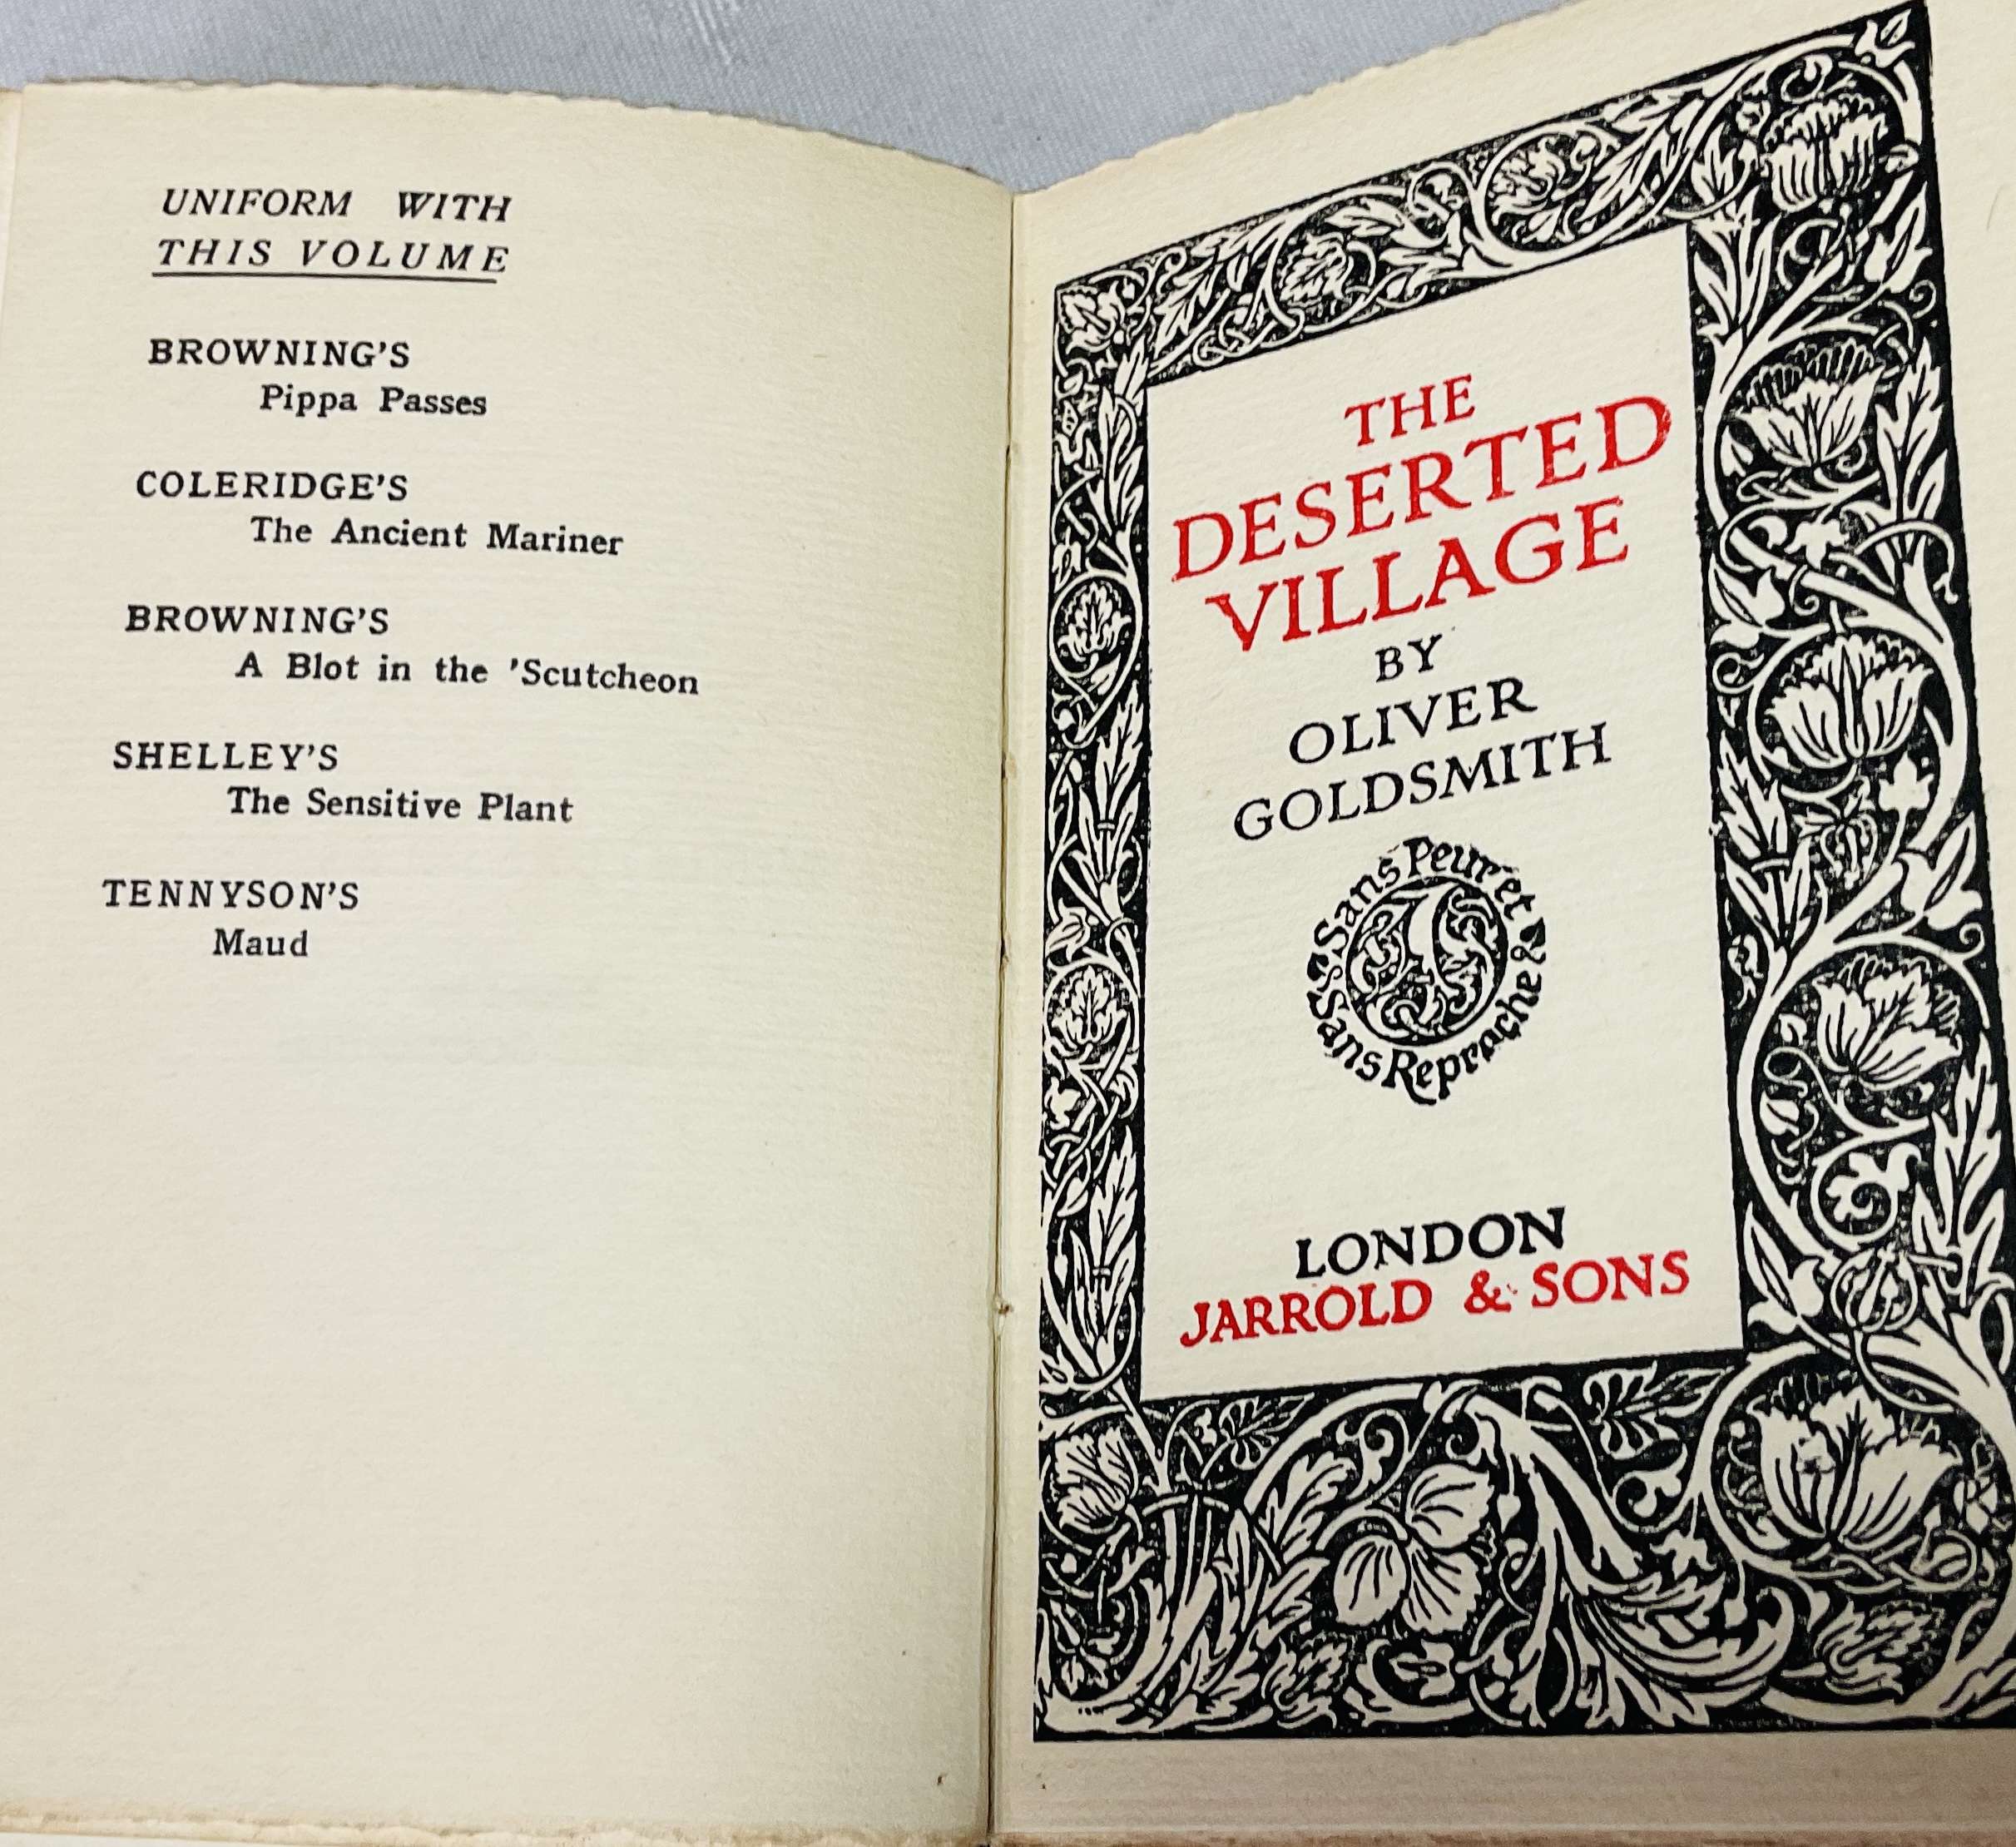 UNIFORM WITH
THIS VOLUME
BROWNING'S
Pippa Passes
COLERIDGE'S
The Ancient Mariner
BROWNING'S
A Blot in the 'Scutcheon
SHELLEY'S
The Sensitive Plant
TENNYSON'S
Maud
THE
DESERTED
VILLAGE
BY
OLIVER
GOLDSMITH
Sans Peur et
& Sans Reproche
LONDON
JARROLD & SONS